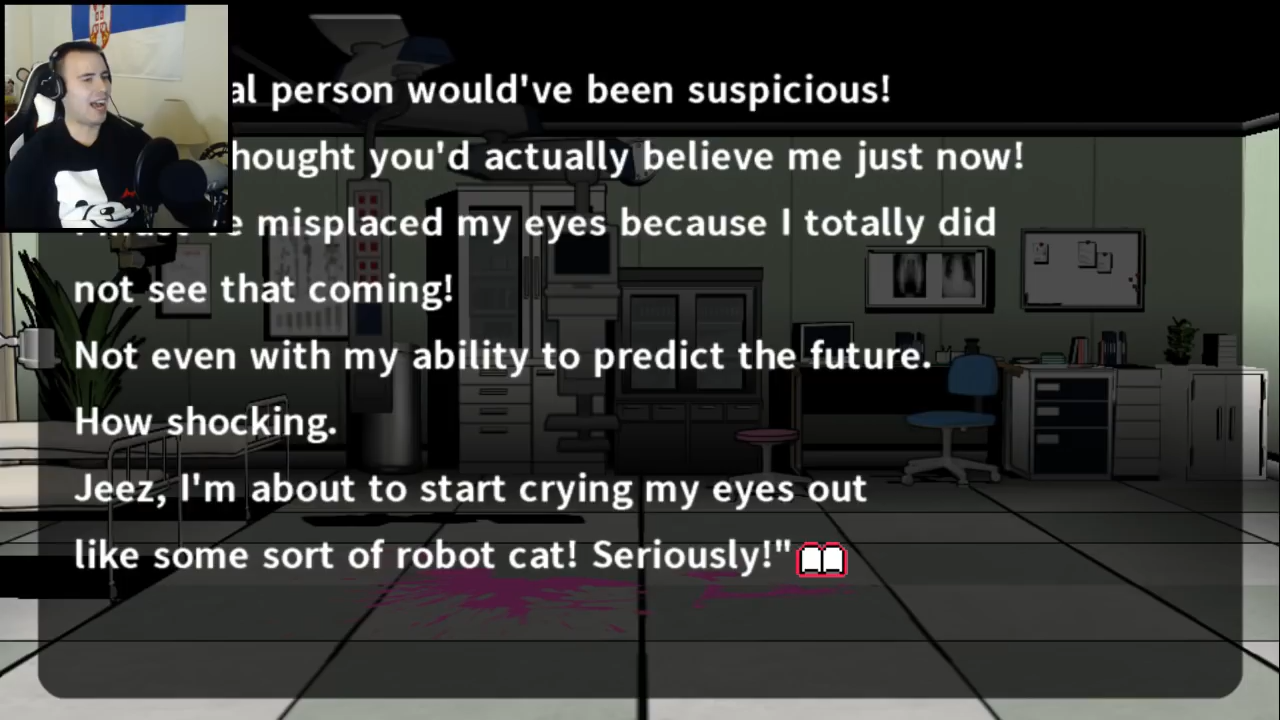 person would've been suspicious!
you'd actually believe me just now!
misplaced my eyes because I totally did
not see that coming!
Not even with my ability to predict the future.
How shocking.
Jeez, I'm about to start crying my eyes out
like some sort of robot cat! Seriously!"